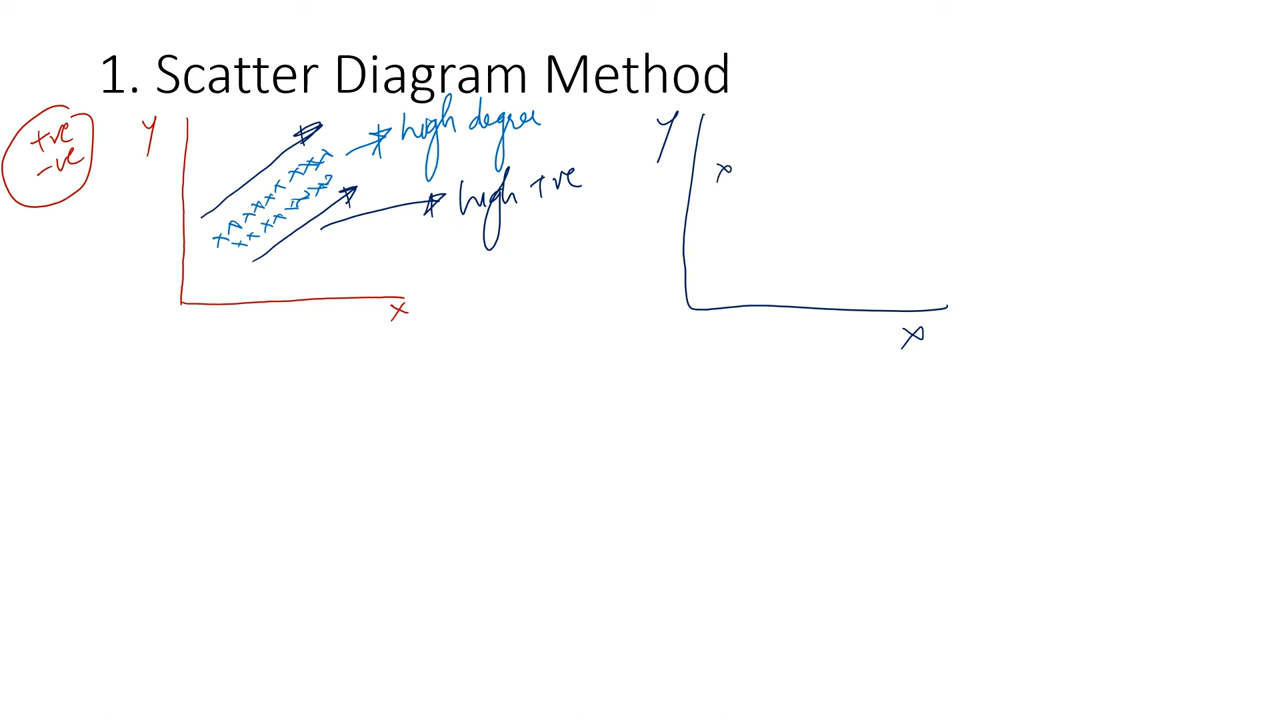 1. Scatter Diagram Method
+ve
-ve
Y
high degree
high +ve
X
Y
X